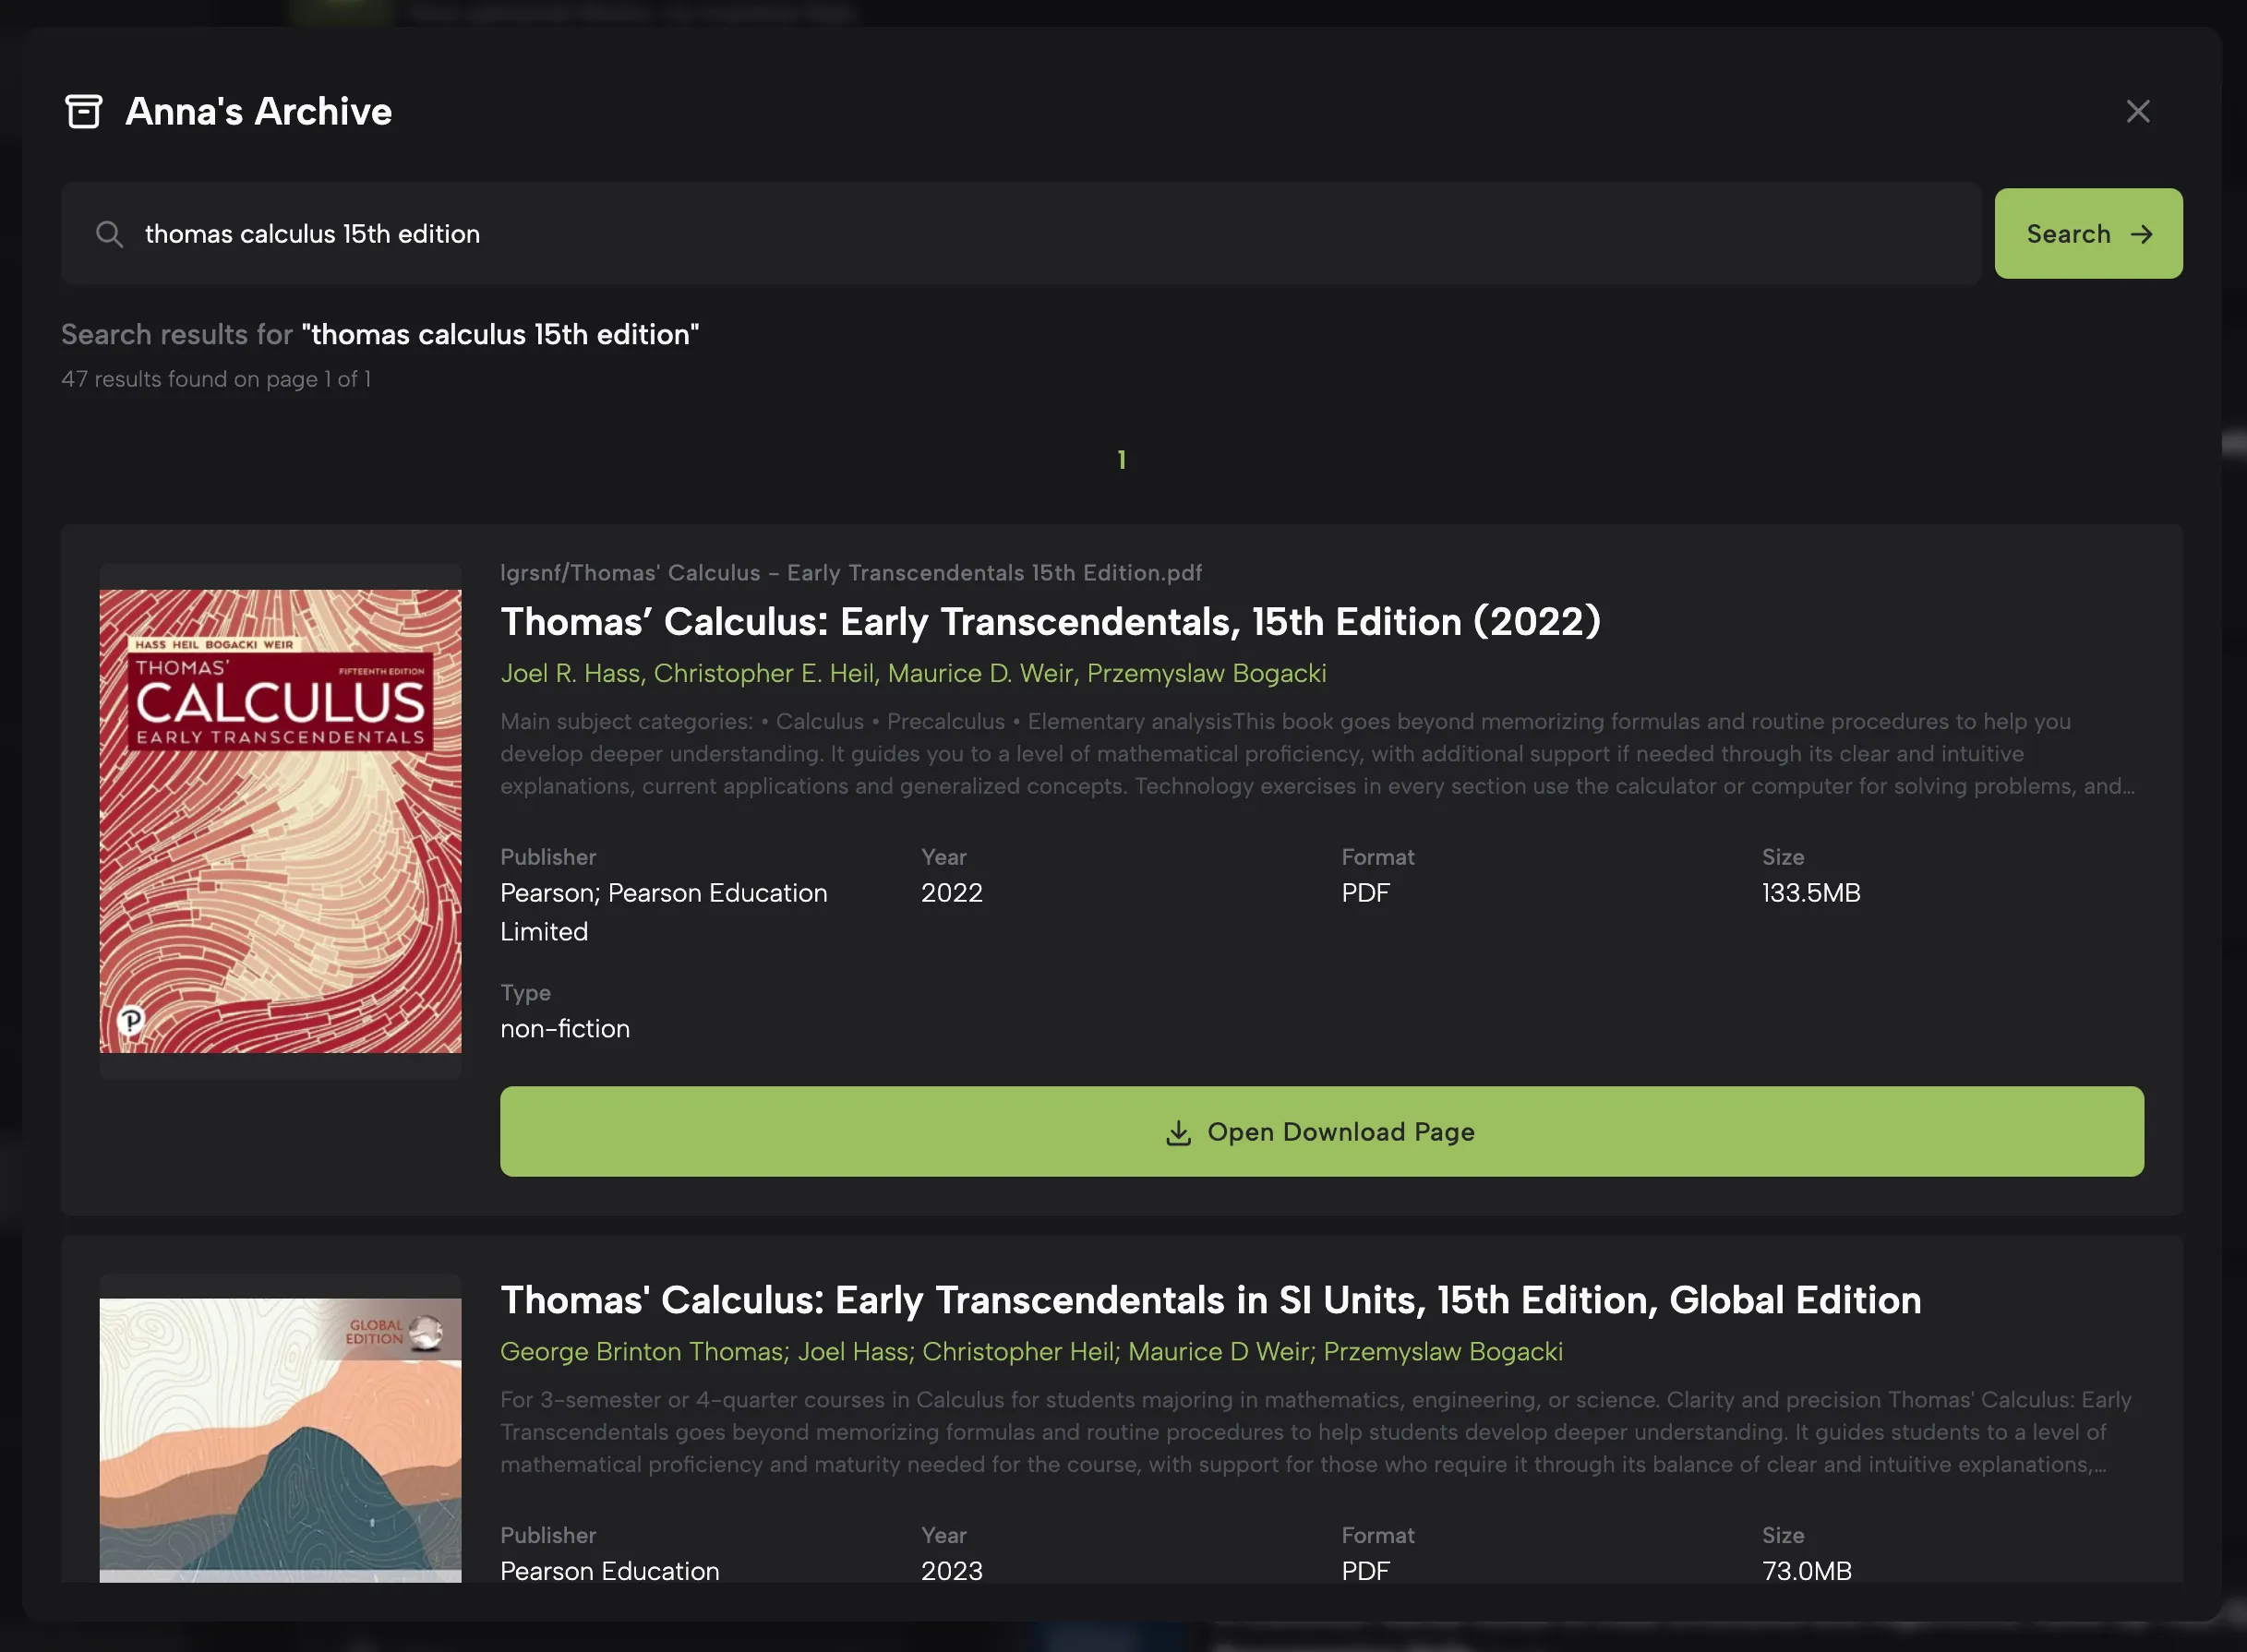 Anna's Archive
thomas calculus 15th edition
Search
Search results for "thomas calculus 15th edition"
47 results found on page 1 of 1
1
lgrsnf/Thomas' Calculus - Early Transcendentals 15th Edition.pdf
Thomas’ Calculus: Early Transcendentals, 15th Edition (2022)
Joel R. Hass, Christopher E. Heil, Maurice D. Weir, Przemyslaw Bogacki
Main subject categories: • Calculus • Precalculus • Elementary analysisThis book goes beyond memorizing formulas and routine procedures to help you
develop deeper understanding. It guides you to a level of mathematical proficiency, with additional support if needed through its clear and intuitive
explanations, current applications and generalized concepts. Technology exercises in every section use the calculator or computer for solving problems, and...
HASS HEIL BOGACKI WEIR
THOMAS'
FIFTEENTH EDITION
CALCULUS
EARLY TRANSCENDENTALS
P
Publisher
Pearson; Pearson Education
Limited
Year
2022
Format
PDF
Size
133.5MB
Type
non-fiction
Open Download Page
GLOBAL
EDITION
Thomas' Calculus: Early Transcendentals in SI Units, 15th Edition, Global Edition
George Brinton Thomas; Joel Hass; Christopher Heil; Maurice D Weir; Przemyslaw Bogacki
For 3-semester or 4-quarter courses in Calculus for students majoring in mathematics, engineering, or science. Clarity and precision Thomas' Calculus: Early
Transcendentals goes beyond memorizing formulas and routine procedures to help students develop deeper understanding. It guides students to a level of
mathematical proficiency and maturity needed for the course, with support for those who require it through its balance of clear and intuitive explanations,...
Publisher
Pearson Education
Year
2023
Format
PDF
Size
73.0MB